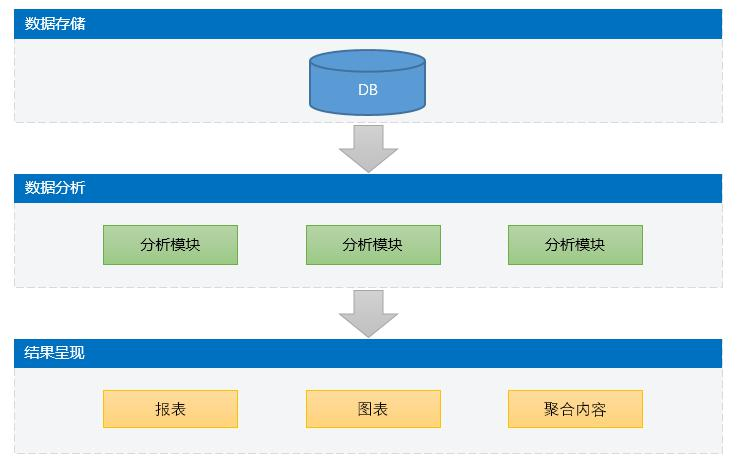 数据存储
DB
数据分析
分析模块
分析模块
分析模块
结果呈现
报表
图表
聚合内容